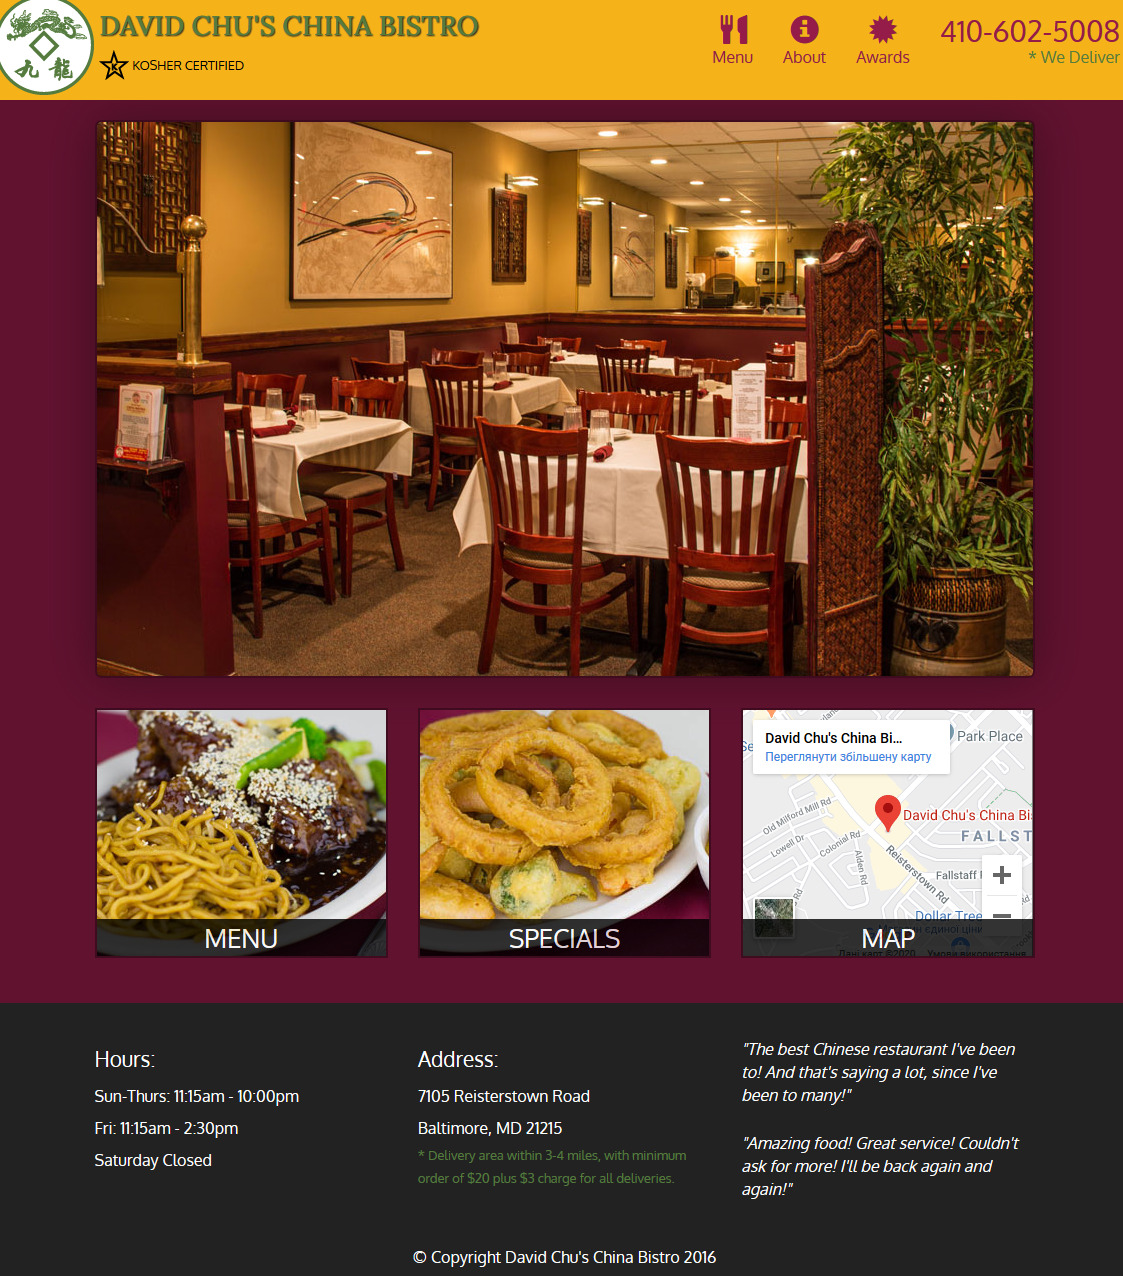 DAVID CHU'S CHINA BISTRO
九 龍
K
KOSHER CERTIFIED
Menu
About
Awards
410-602-5008
* We Deliver
MENU
SPECIALS
David Chu's China Bi...
Переглянути збільшену карту
Park Place
Old Milford Mill Rd
David Chu's China Bi
Lowell Dr
Colonial Rd
FALLST
Alden Rd
Reisterstown Rd
Fallstaff
Dollar Tree
MAP
Hours:
Sun-Thurs: 11:15am - 10:00pm
Fri: 11:15am - 2:30pm
Saturday Closed
Address:
7105 Reisterstown Road
Baltimore, MD 21215
* Delivery area within 3-4 miles, with minimum
order of $20 plus $3 charge for all deliveries.
"The best Chinese restaurant I've been
to! And that's saying a lot, since I've
been to many!"
"Amazing food! Great service! Couldn't
ask for more! I'll be back again and
again!"
© Copyright David Chu's China Bistro 2016